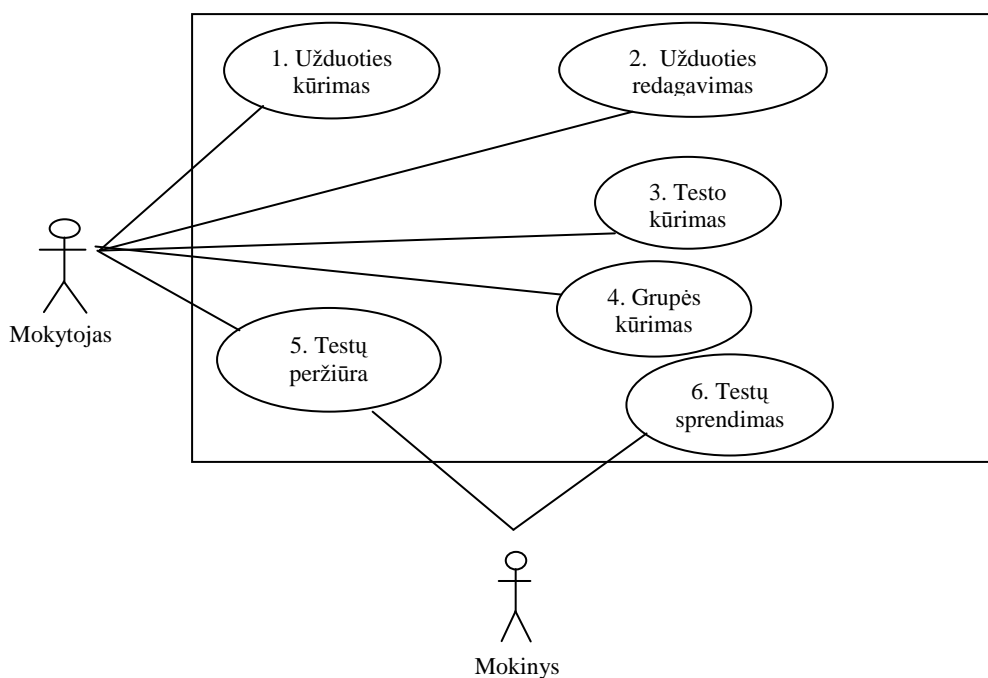 1. Užduoties
kūrimas
2. Užduoties
redagavimas
3. Testo
kūrimas
4. Grupės
kūrimas
Mokytojas
5. Testų
peržiūra
6. Testų
sprendimas
Mokinys